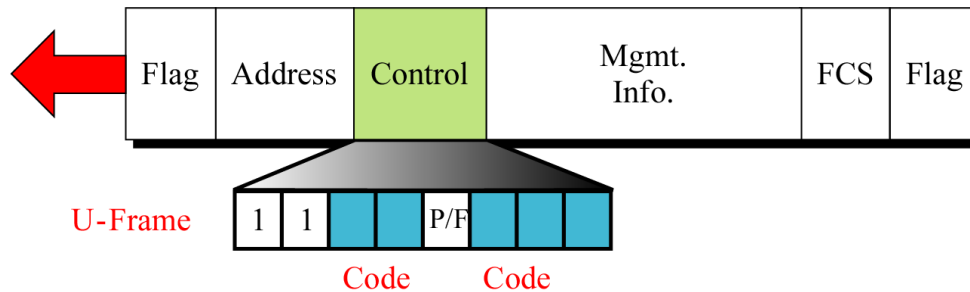 Flag Address Control Mgmt. Info. FCS Flag
U-Frame 1 1 P/F
Code Code